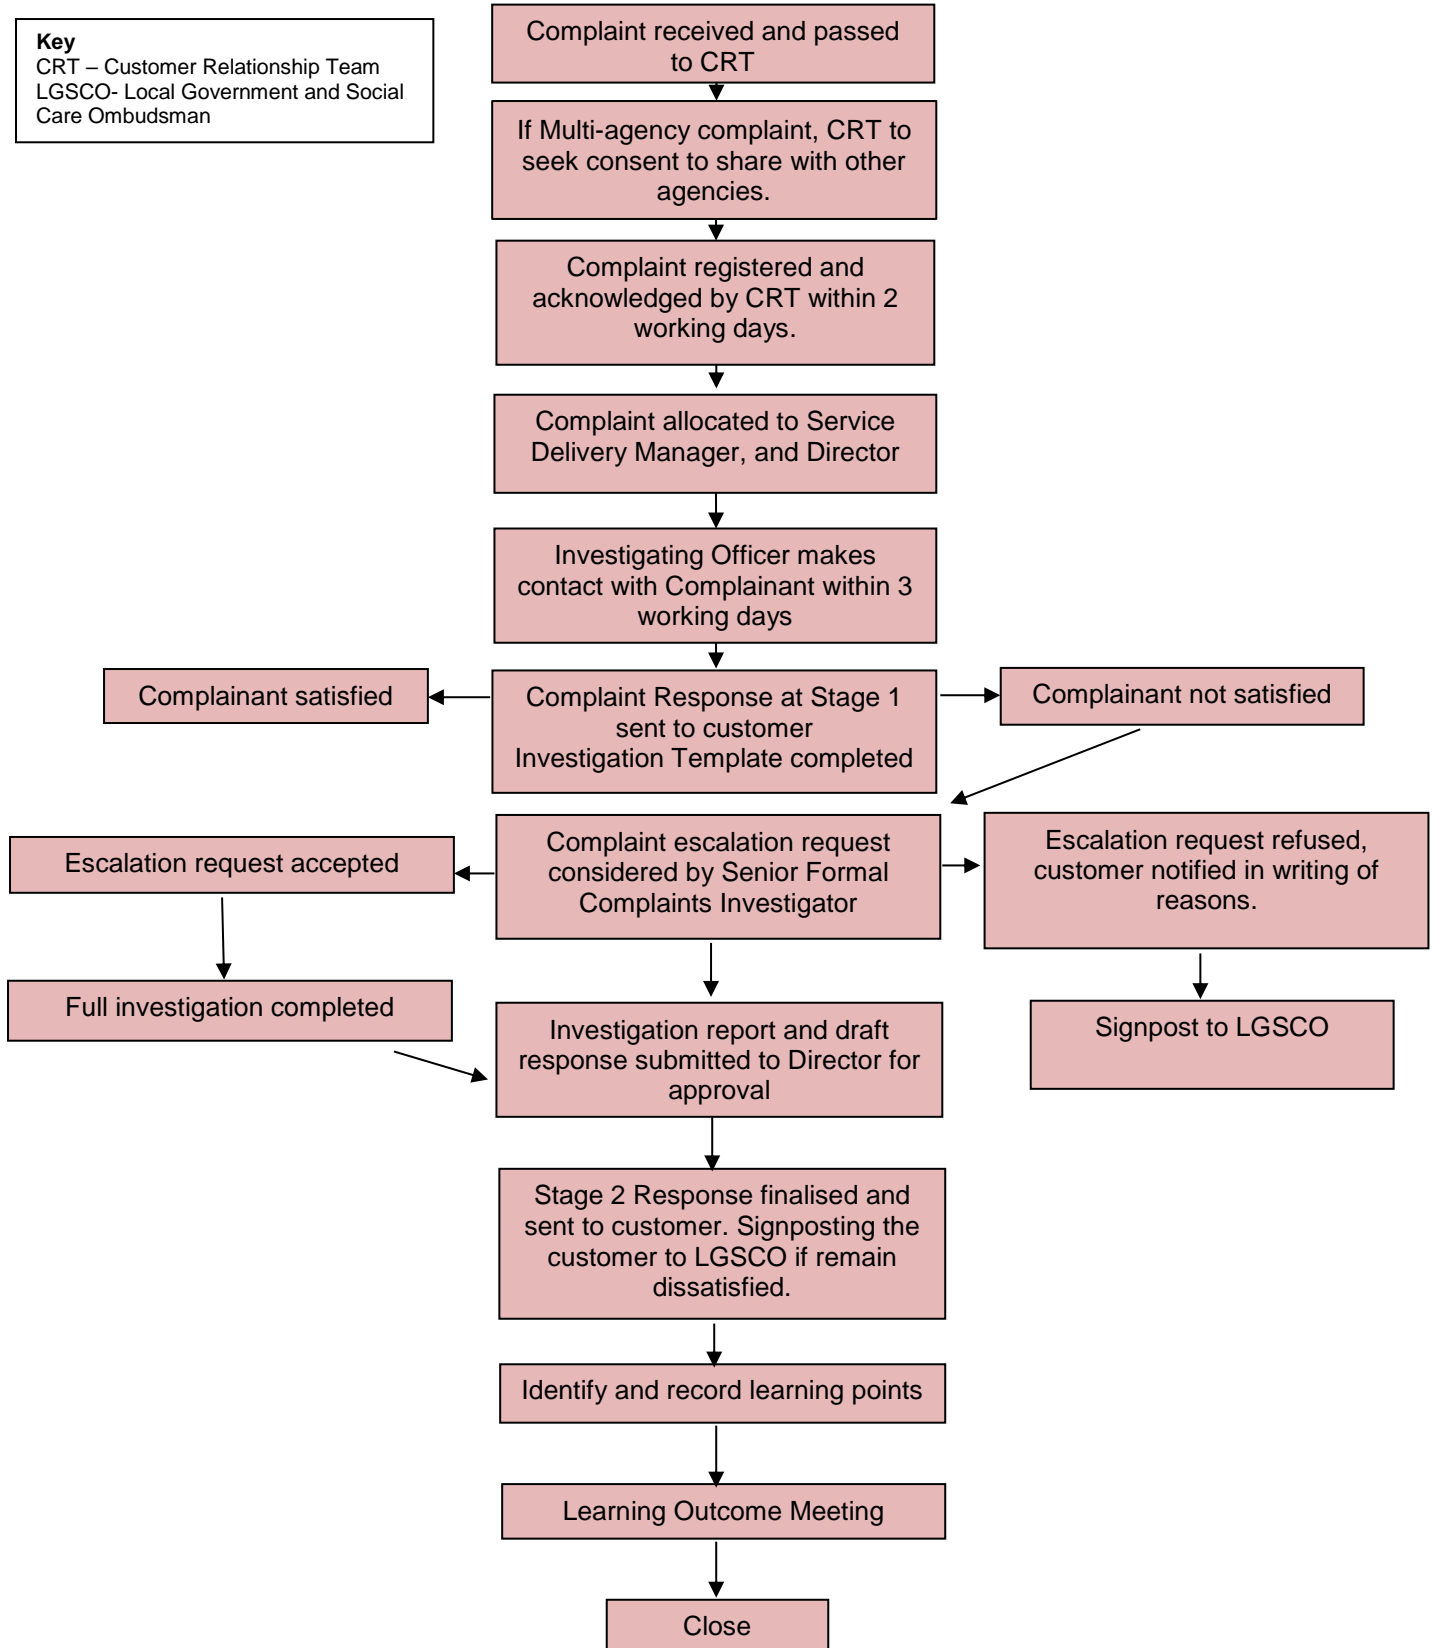 Key
CRT – Customer Relationship Team
LGSCO- Local Government and Social
Care Ombudsman
Complaint received and passed
to CRT
If Multi-agency complaint, CRT to
seek consent to share with other
agencies.
Complaint registered and
acknowledged by CRT within 2
working days.
Complaint allocated to Service
Delivery Manager, and Director
Investigating Officer makes
contact with Complainant within 3
working days
Complainant satisfied
Complaint Response at Stage 1
sent to customer
Investigation Template completed
Complainant not satisfied
Escalation request accepted
Complaint escalation request
considered by Senior Formal
Complaints Investigator
Escalation request refused,
customer notified in writing of
reasons.
Full investigation completed
Investigation report and draft
response submitted to Director for
approval
Signpost to LGSCO
Stage 2 Response finalised and
sent to customer. Signposting the
customer to LGSCO if remain
dissatisfied.
Identify and record learning points
Learning Outcome Meeting
Close